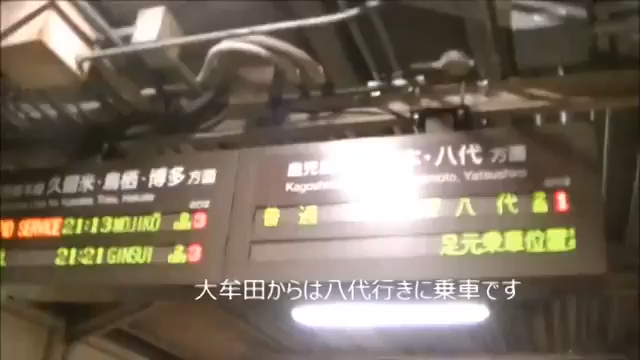 久留米・鳥栖・博多 方面
SERVICE 21:13 MOJIKŌ 3
21:21 GINSUI 3
鹿児島 ・八代 方面
Kagoshi moto, Yatsushiro
普通 八代 1
足元乗車位置
大牟田からは八代行きに乗車です